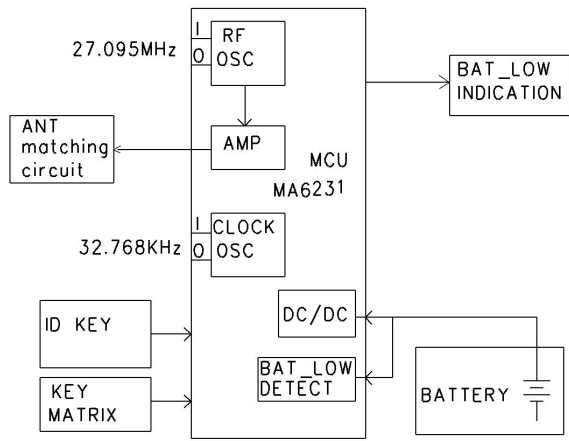 27.095MHz
I
O
RF
OSC
BAT_LOW
INDICATION
ANT
matching
circuit
AMP
MCU
MA6231
32.768KHz
I
O
CLOCK
OSC
ID KEY
DC/DC
KEY
MATRIX
BAT_LOW
DETECT
BATTERY